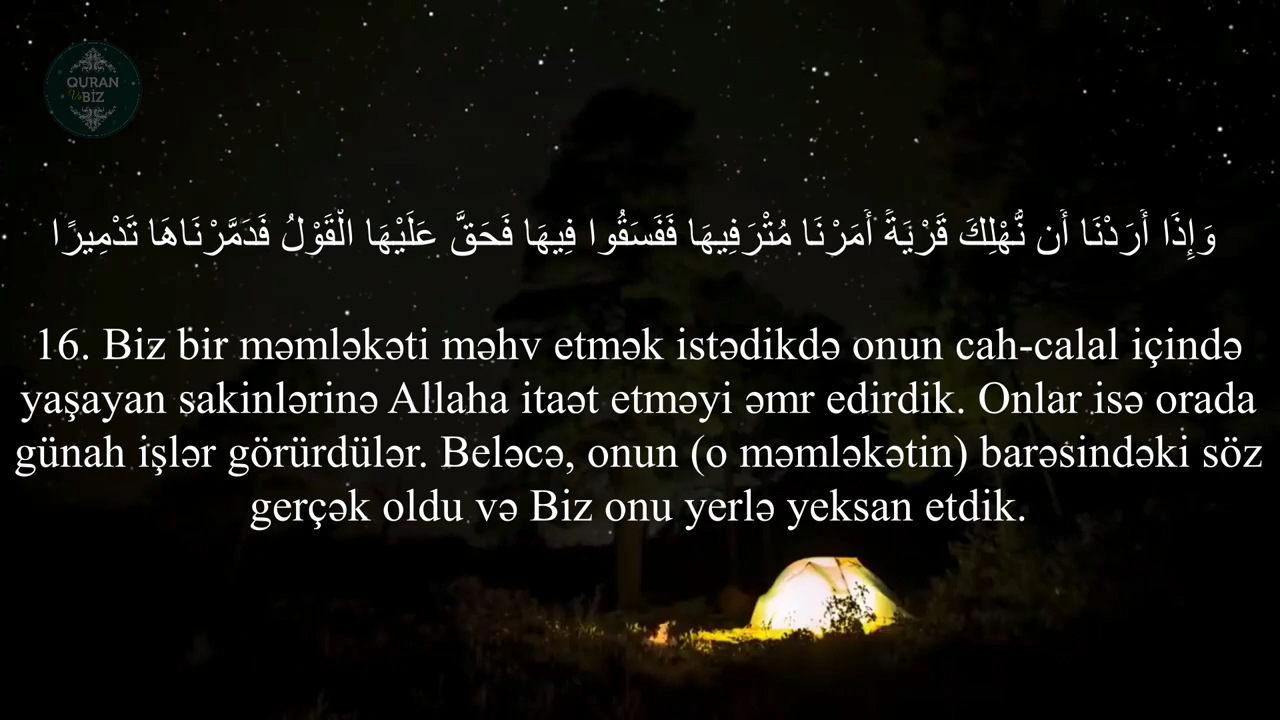 QURAN
Və BİZ
وَإِذَا أَرَدْنَا أَن نُّهْلِكَ قَرْيَةً أَمَرْنَا مُتْرَفِيهَا فَفَسَقُوا فِيهَا فَحَقَّ عَلَيْهَا الْقَوْلُ فَدَمَّرْنَاهَا تَدْمِيرًا
16. Biz bir məmləkəti məhv etmək istədikdə onun cah-calal içində
yaşayan sakinlərinə Allaha itaət etməyi əmr edirdik. Onlar isə orada
günah işlər görürdülər. Beləcə, onun (o məmləkətin) barəsindəki söz
gerçək oldu və Biz onu yerlə yeksan etdik.